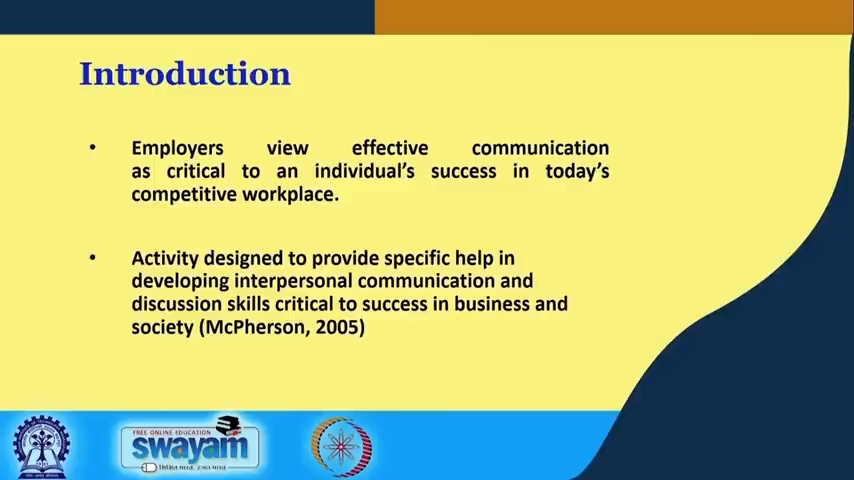 Introduction
• Employers view effective communication
as critical to an individual's success in today's
competitive workplace.
• Activity designed to provide specific help in
developing interpersonal communication and
discussion skills critical to success in business and
society (McPherson, 2005)
FREE ONLINE EDUCATION
swayam